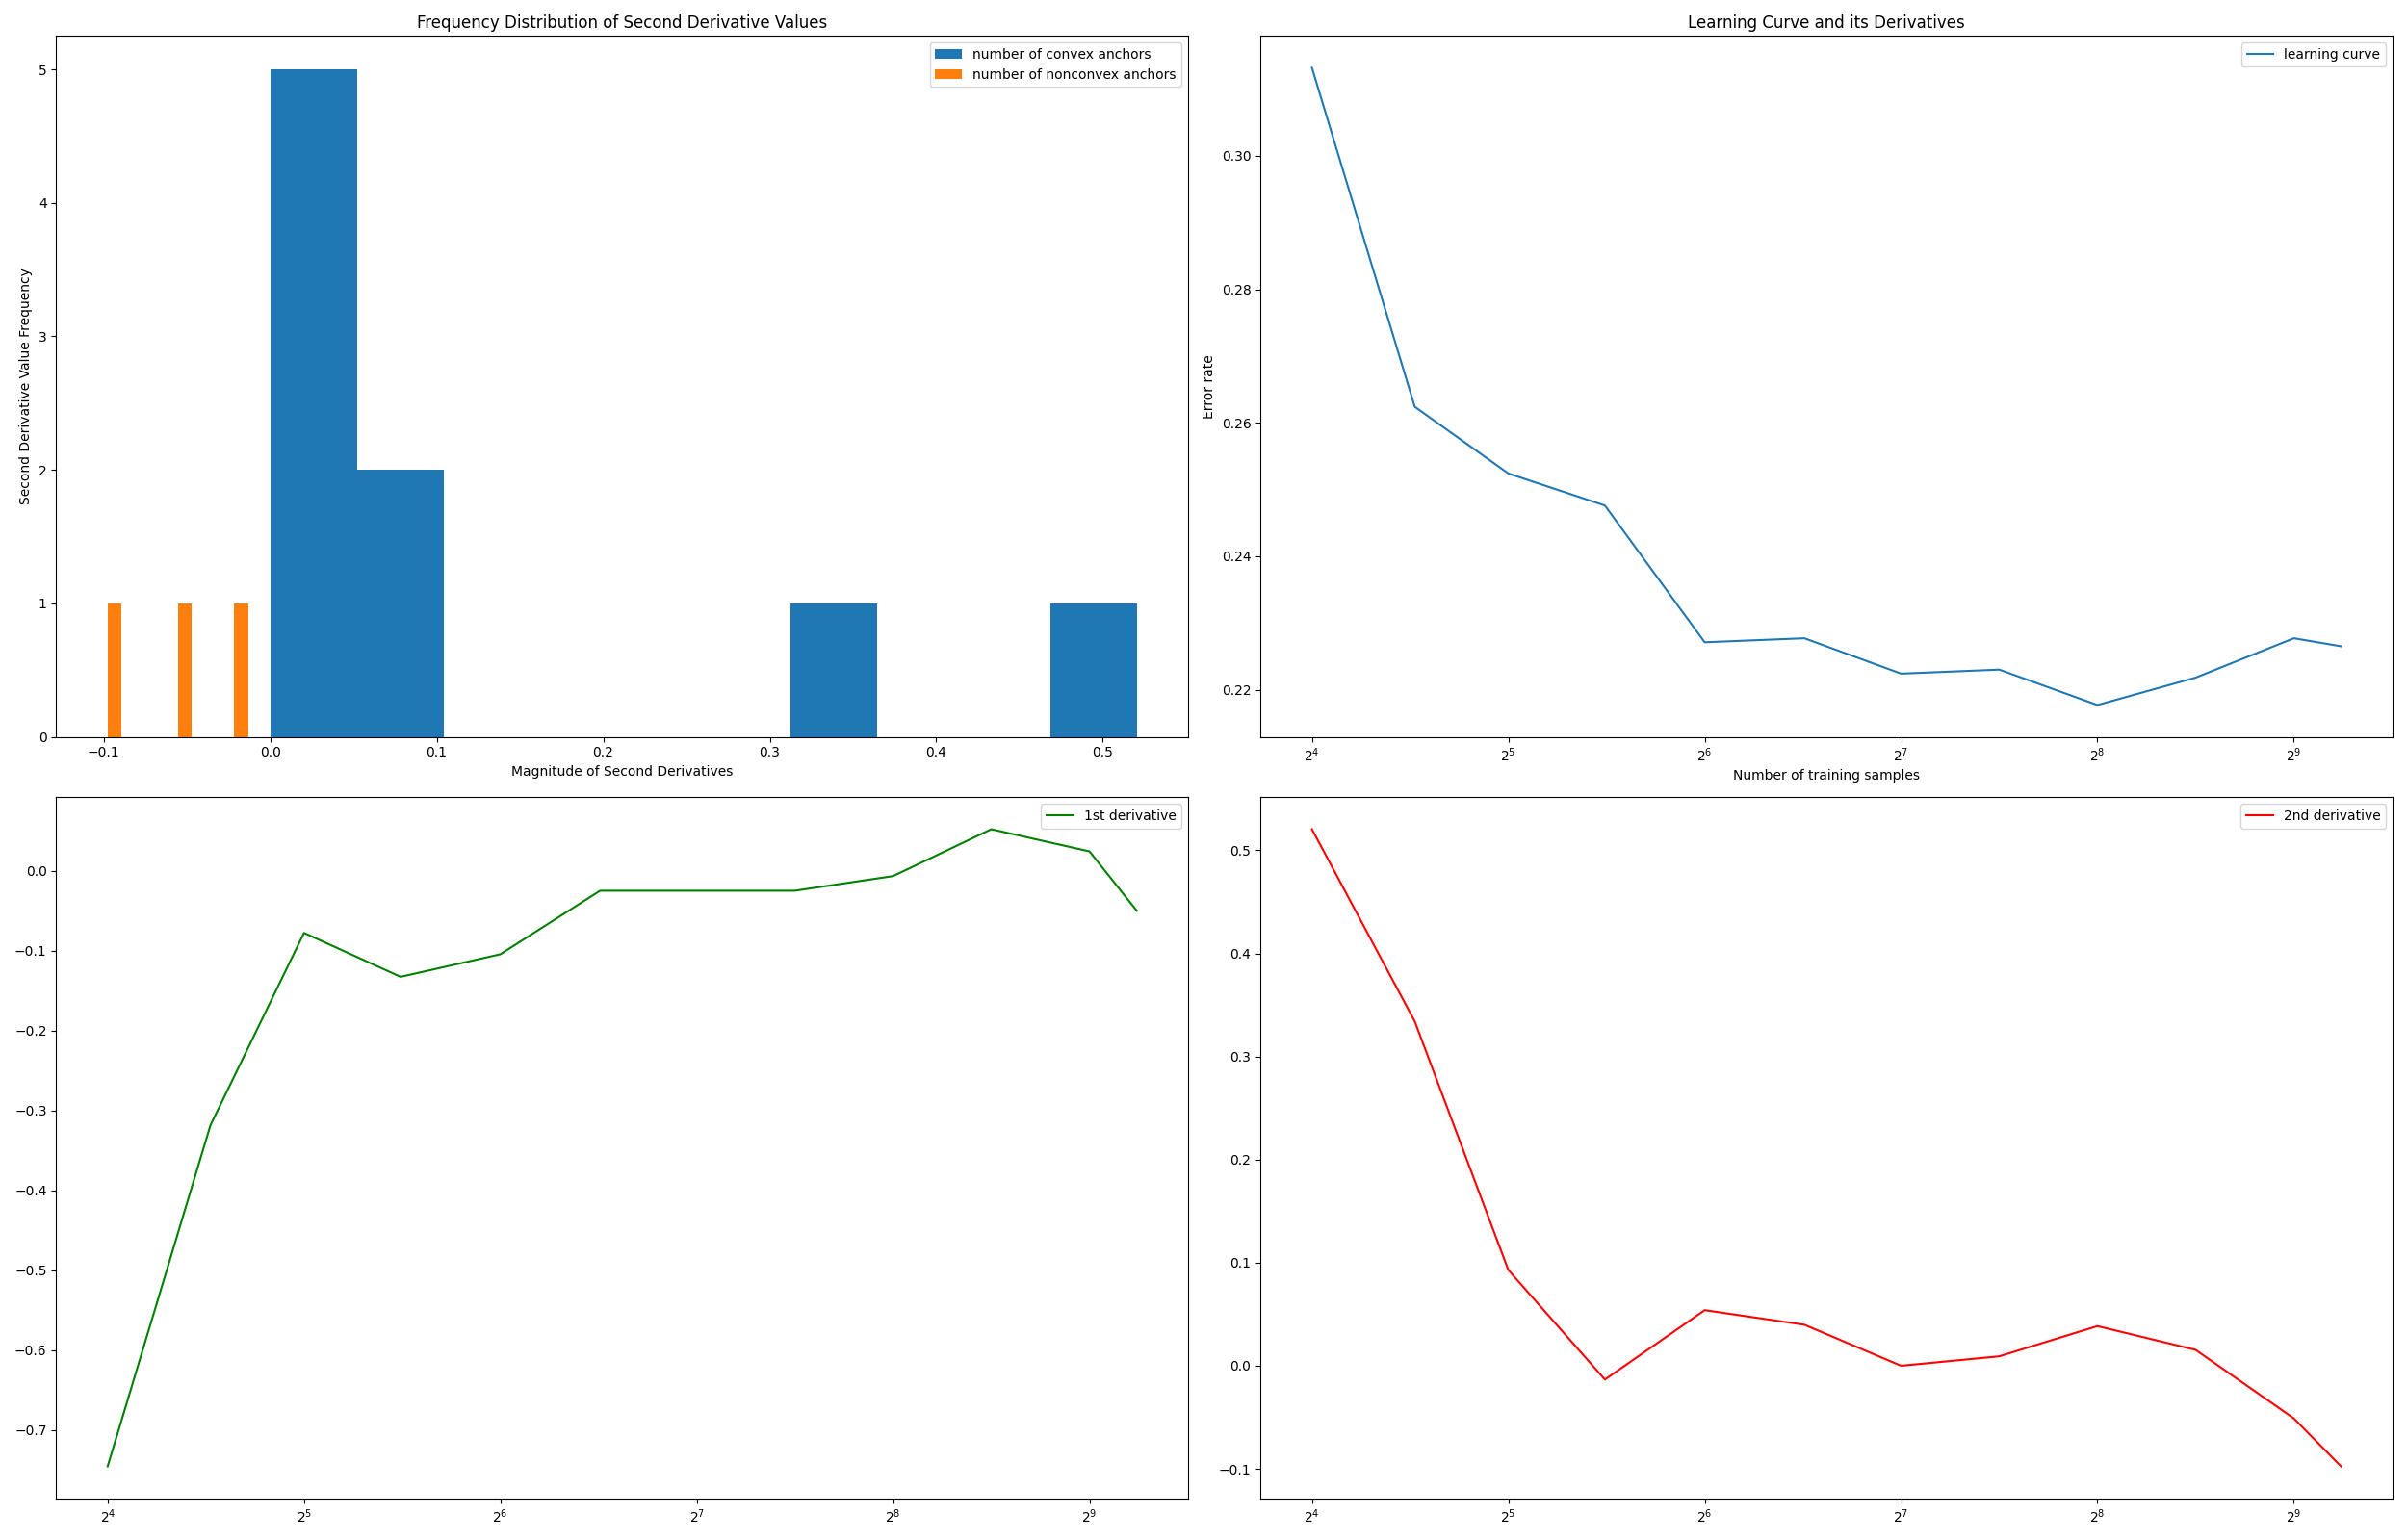 Frequency Distribution of Second Derivative Values
number of convex anchors
number of nonconvex anchors
Second Derivative Value Frequency
5
4
3
2
1
0
−0.1 0.0 0.1 0.2 0.3 0.4 0.5
Magnitude of Second Derivatives
Learning Curve and its Derivatives
learning curve
Error rate
0.30
0.28
0.26
0.24
0.22
2⁴ 2⁵ 2⁶ 2⁷ 2⁸ 2⁹
Number of training samples
1st derivative
0.0
−0.1
−0.2
−0.3
−0.4
−0.5
−0.6
−0.7
2⁴ 2⁵ 2⁶ 2⁷ 2⁸ 2⁹
2nd derivative
0.5
0.4
0.3
0.2
0.1
0.0
−0.1
2⁴ 2⁵ 2⁶ 2⁷ 2⁸ 2⁹